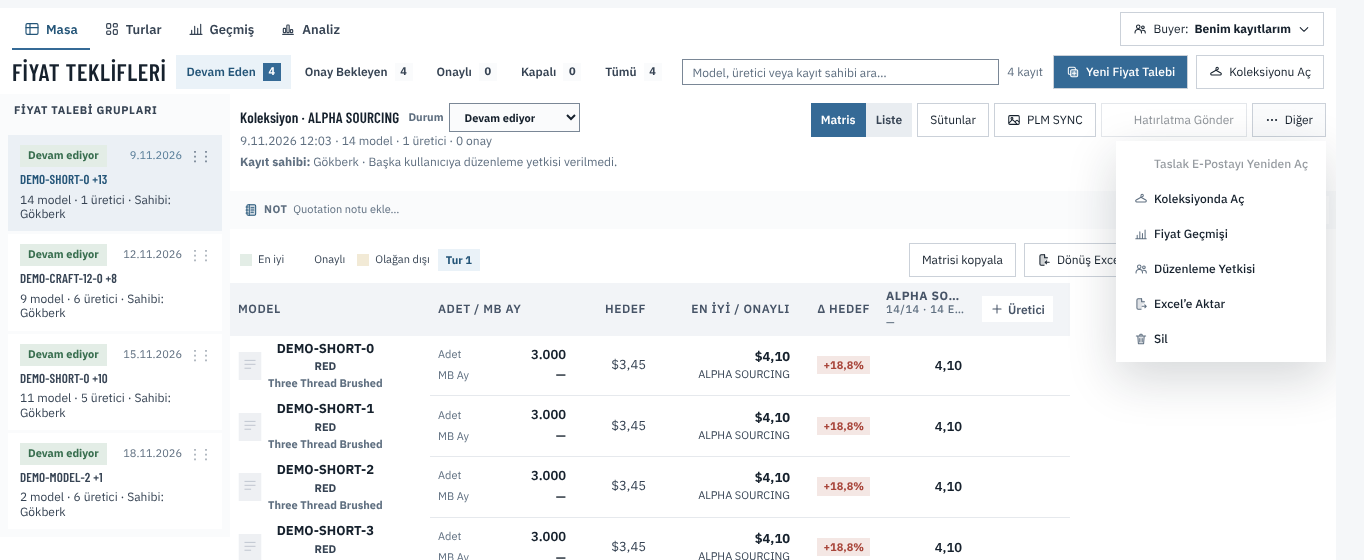 Masa
Turlar
Geçmiş
Analiz
Buyer: Benim kayıtlarım
FİYAT TEKLİFLERİ
Devam Eden 4
Onay Bekleyen 4
Onaylı 0
Kapalı 0
Tümü 4
Model, üretici veya kayıt sahibi ara...
4 kayıt
Yeni Fiyat Talebi
Koleksiyonu Aç
FİYAT TALEBİ GRUPLARI
Devam ediyor 9.11.2026
DEMO-SHORT-0 +13
14 model · 1 üretici · Sahibi:
Gökberk
Devam ediyor 12.11.2026
DEMO-CRAFT-12-0 +8
9 model · 6 üretici · Sahibi:
Gökberk
Devam ediyor 15.11.2026
DEMO-SHORT-0 +10
11 model · 5 üretici · Sahibi:
Gökberk
Devam ediyor 18.11.2026
DEMO-MODEL-2 +1
2 model · 6 üretici · Sahibi:
Gökberk
Koleksiyon · ALPHA SOURCING Durum Devam ediyor
9.11.2026 12:03 · 14 model · 1 üretici · 0 onay
Kayıt sahibi: Gökberk · Başka kullanıcıya düzenleme yetkisi verilmedi.
Matris
Liste
Sütunlar
PLM SYNC
Hatırlatma Gönder
··· Diğer
Taslak E-Postayı Yeniden Aç
Koleksiyonda Aç
Fiyat Geçmişi
Düzenleme Yetkisi
Excel'e Aktar
Sil
NOT Quotation notu ekle...
En iyi
Onaylı
Olağan dışı
Tur 1
Matrisi kopyala
Dönüş Exce
MODEL
ADET / MB AY
HEDEF
EN İYİ / ONAYLI
Δ HEDEF
ALPHA SO...
14/14 · 14 E...
—
+ Üretici
DEMO-SHORT-0
RED
Three Thread Brushed
Adet 3.000
MB Ay —
$3,45
$4,10
ALPHA SOURCING
+18,8%
4,10
DEMO-SHORT-1
RED
Three Thread Brushed
Adet 3.000
MB Ay —
$3,45
$4,10
ALPHA SOURCING
+18,8%
4,10
DEMO-SHORT-2
RED
Three Thread Brushed
Adet 3.000
MB Ay —
$3,45
$4,10
ALPHA SOURCING
+18,8%
4,10
DEMO-SHORT-3
RED
Adet 3.000
MB Ay —
$3,45
$4,10
ALPHA SOURCING
+18,8%
4,10